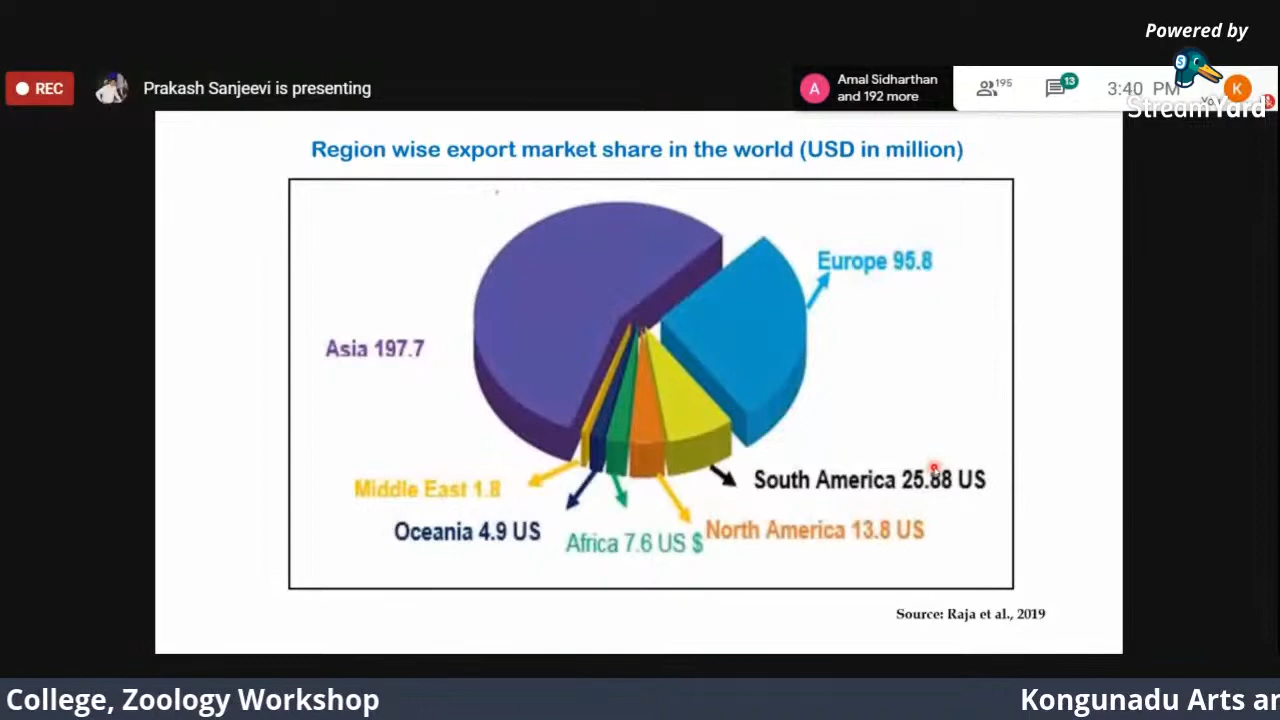 Powered by
StreamYard
REC
Prakash Sanjeevi is presenting
A
Amal Sidharthan
and 192 more
195
13
3:40 PM
K
Region wise export market share in the world (USD in million)
Europe 95.8
Asia 197.7
South America 25.88 US
Middle East 1.8
Oceania 4.9 US
Africa 7.6 US $
North America 13.8 US
Source: Raja et al., 2019
College, Zoology Workshop
Kongunadu Arts ar